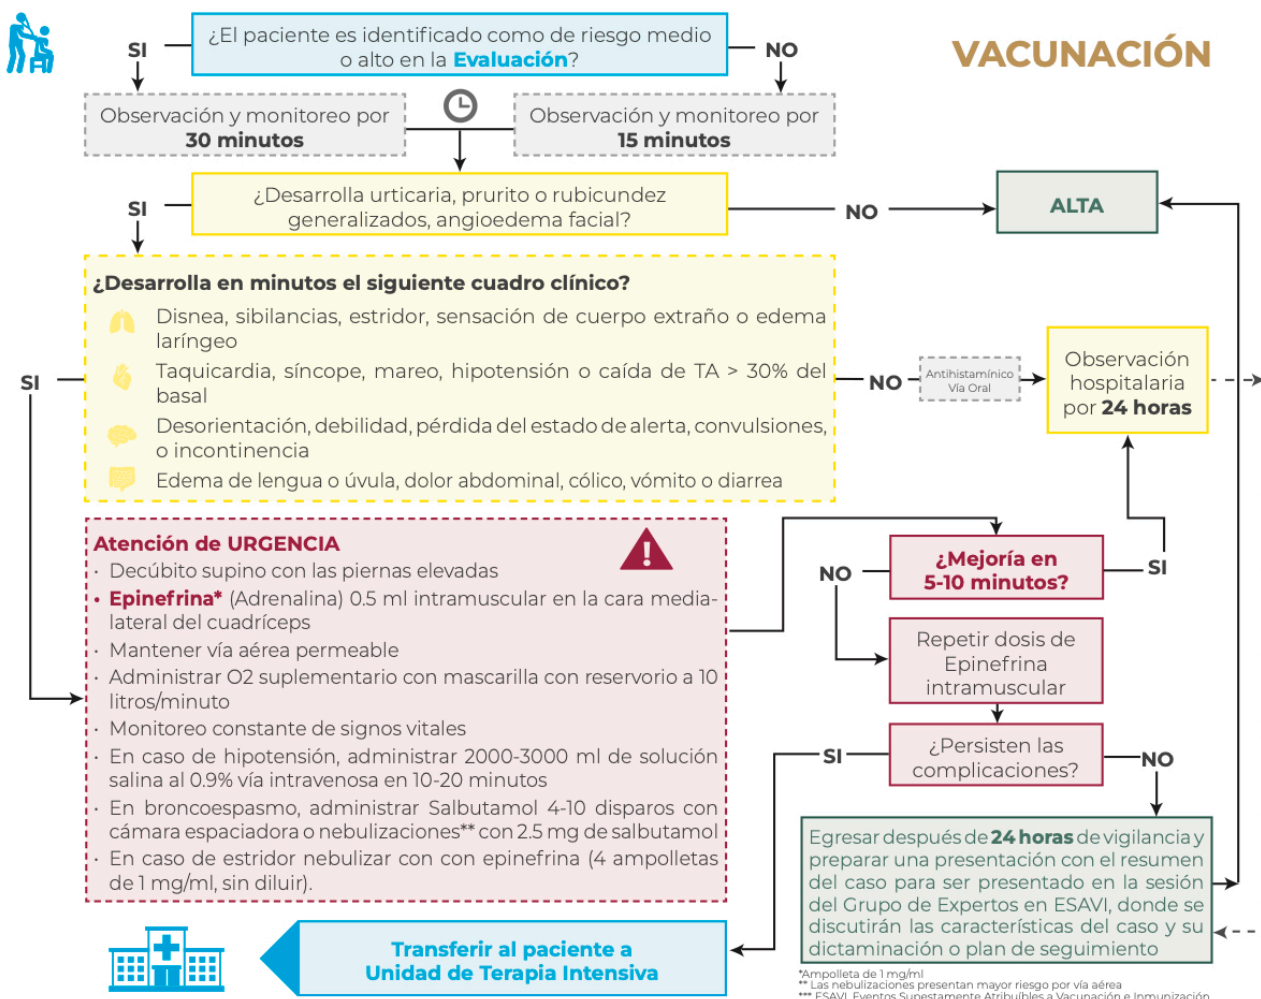 VACUNACIÓN
¿El paciente es identificado como de riesgo medio
o alto en la Evaluación?
SI
NO
Observación y monitoreo por
30 minutos
Observación y monitoreo por
15 minutos
¿Desarrolla urticaria, prurito o rubicundez
generalizados, angioedema facial?
SI
NO
ALTA
¿Desarrolla en minutos el siguiente cuadro clínico?
Disnea, sibilancias, estridor, sensación de cuerpo extraño o edema
laríngeo
Taquicardia, síncope, mareo, hipotensión o caída de TA > 30% del
basal
Desorientación, debilidad, pérdida del estado de alerta, convulsiones,
o incontinencia
Edema de lengua o úvula, dolor abdominal, cólico, vómito o diarrea
SI
NO
Antihistamínico
Vía Oral
Observación
hospitalaria
por 24 horas
Atención de URGENCIA
· Decúbito supino con las piernas elevadas
• Epinefrina* (Adrenalina) 0.5 ml intramuscular en la cara media-
lateral del cuadríceps
· Mantener vía aérea permeable
· Administrar O2 suplementario con mascarilla con reservorio a 10
litros/minuto
· Monitoreo constante de signos vitales
· En caso de hipotensión, administrar 2000-3000 ml de solución
salina al 0.9% vía intravenosa en 10-20 minutos
· En broncoespasmo, administrar Salbutamol 4-10 disparos con
cámara espaciadora o nebulizaciones** con 2.5 mg de salbutamol
· En caso de estridor nebulizar con con epinefrina (4 ampolletas
de 1 mg/ml, sin diluir).
¿Mejoría en
5-10 minutos?
NO
SI
Repetir dosis de
Epinefrina
intramuscular
¿Persisten las
complicaciones?
SI
NO
Egresar después de 24 horas de vigilancia y
preparar una presentación con el resumen
del caso para ser presentado en la sesión
del Grupo de Expertos en ESAVI, donde se
discutirán las características del caso y su
dictaminación o plan de seguimiento
Transferir al paciente a
Unidad de Terapia Intensiva
*Ampolleta de 1 mg/ml
** Las nebulizaciones presentan mayor riesgo por vía aérea
*** ESAVI. Eventos Supestamente Atribuíbles a Vacunación e Inmunización